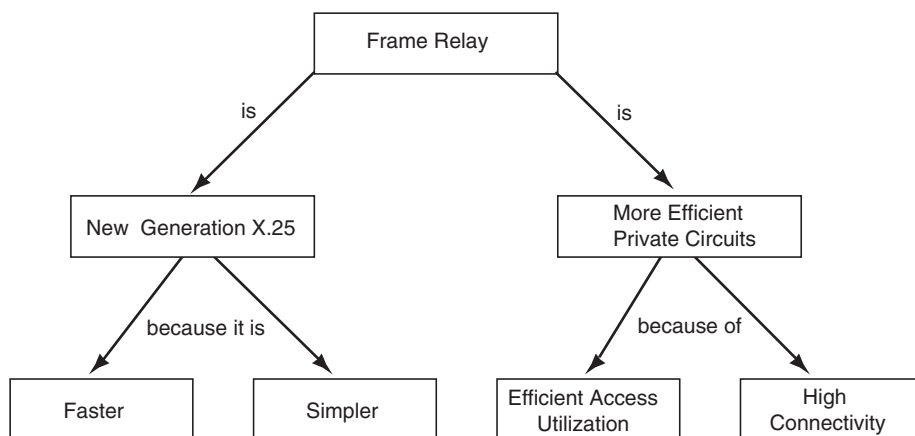 Frame Relay
is
is
New Generation X.25
More Efficient
Private Circuits
because it is
because of
Faster
Simpler
Efficient Access
Utilization
High
Connectivity